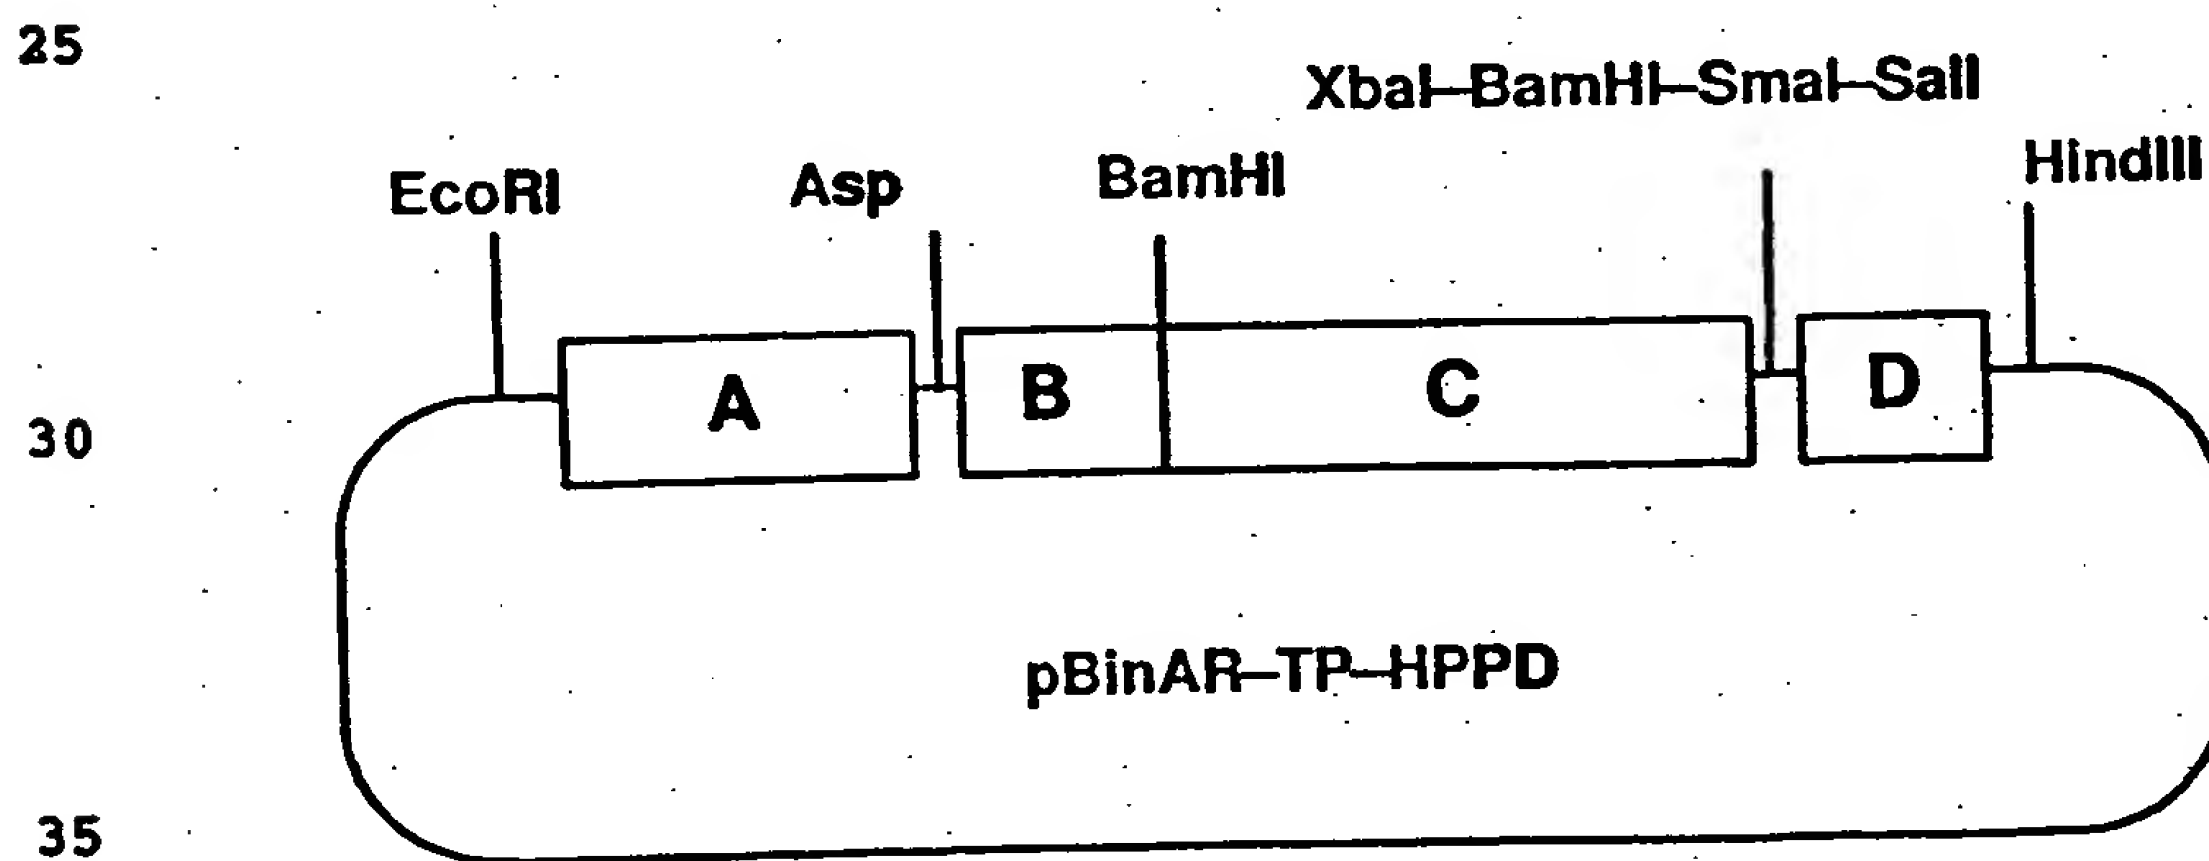 25
XbaI–BamHI–SmaI–SalI
EcoRI Asp BamHI HindIII
A B C D
30
pBinAR–TP–HPPD
35